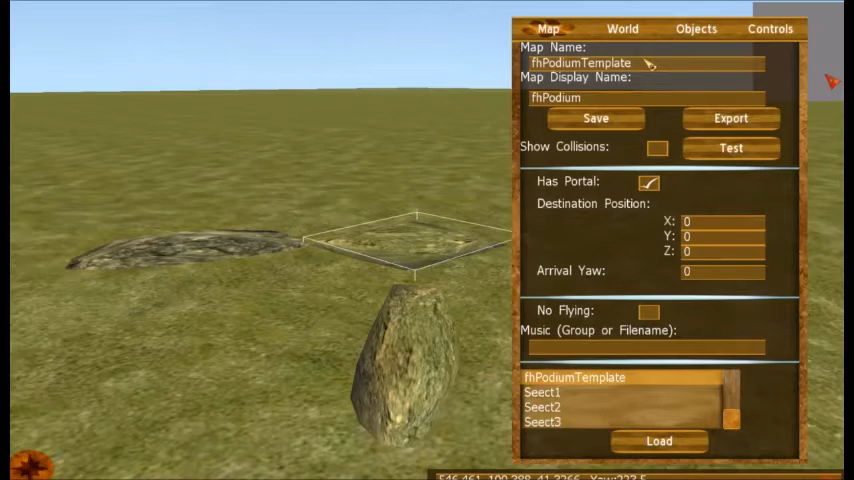 Map World Objects Controls
Map Name:
fhPodiumTemplate
Map Display Name:
fhPodium
Save Export
Show Collisions: Test
Has Portal:
Destination Position:
X: 0
Y: 0
Z: 0
Arrival Yaw: 0
No Flying:
Music (Group or Filename):
fhPodiumTemplate
Seect1
Seect2
Seect3
Load